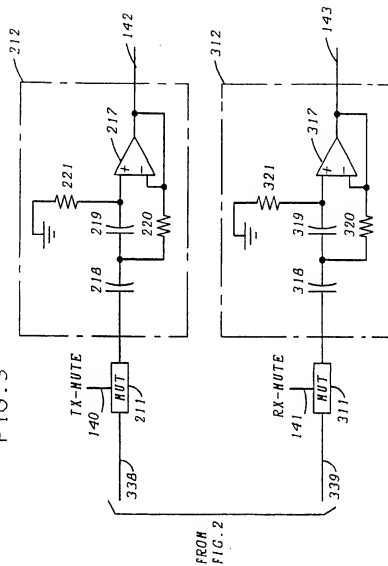 FIG. 3
212
142
221
217
219
218
220
TX-MUTE
140
MUT
211
338
312
143
321
317
319
318
320
RX-MUTE
141
MUT
311
339
FROM
FIG. 2